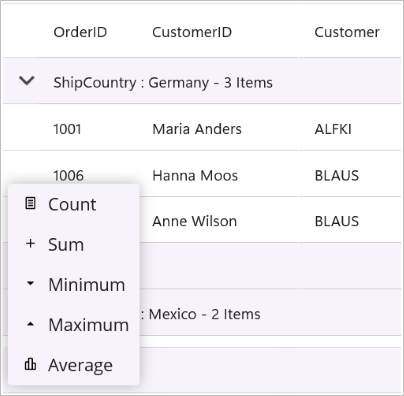 OrderID CustomerID Customer
ShipCountry : Germany - 3 Items
1001 Maria Anders ALFKI
1006 Hanna Moos BLAUS
Anne Wilson BLAUS
: Mexico - 2 Items
Count
Sum
Minimum
Maximum
Average